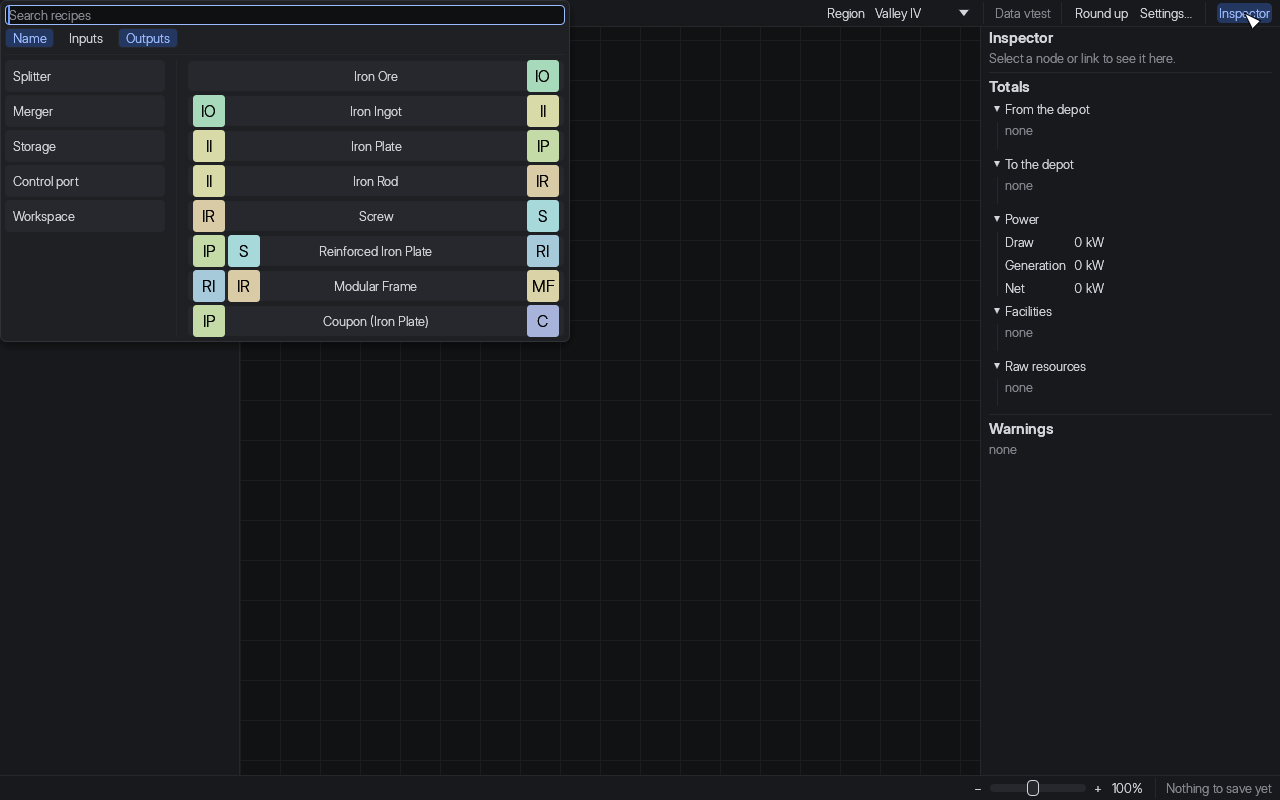 Search recipes
Region Valley IV
Data vtest
Round up
Settings...
Inspector
Name Inputs Outputs
Splitter
Merger
Storage
Control port
Workspace
Iron Ore IO
IO Iron Ingot II
II Iron Plate IP
II Iron Rod IR
IR Screw S
IP S Reinforced Iron Plate RI
RI IR Modular Frame MF
IP Coupon (Iron Plate) C
Inspector
Select a node or link to see it here.
Totals
From the depot
none
To the depot
none
Power
Draw 0 kW
Generation 0 kW
Net 0 kW
Facilities
none
Raw resources
none
Warnings
none
− + 100% Nothing to save yet